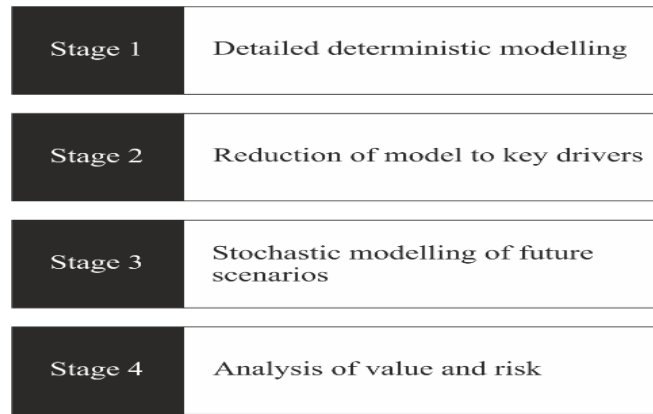 Stage 1
Detailed deterministic modelling
Stage 2
Reduction of model to key drivers
Stage 3
Stochastic modelling of future
scenarios
Stage 4
Analysis of value and risk